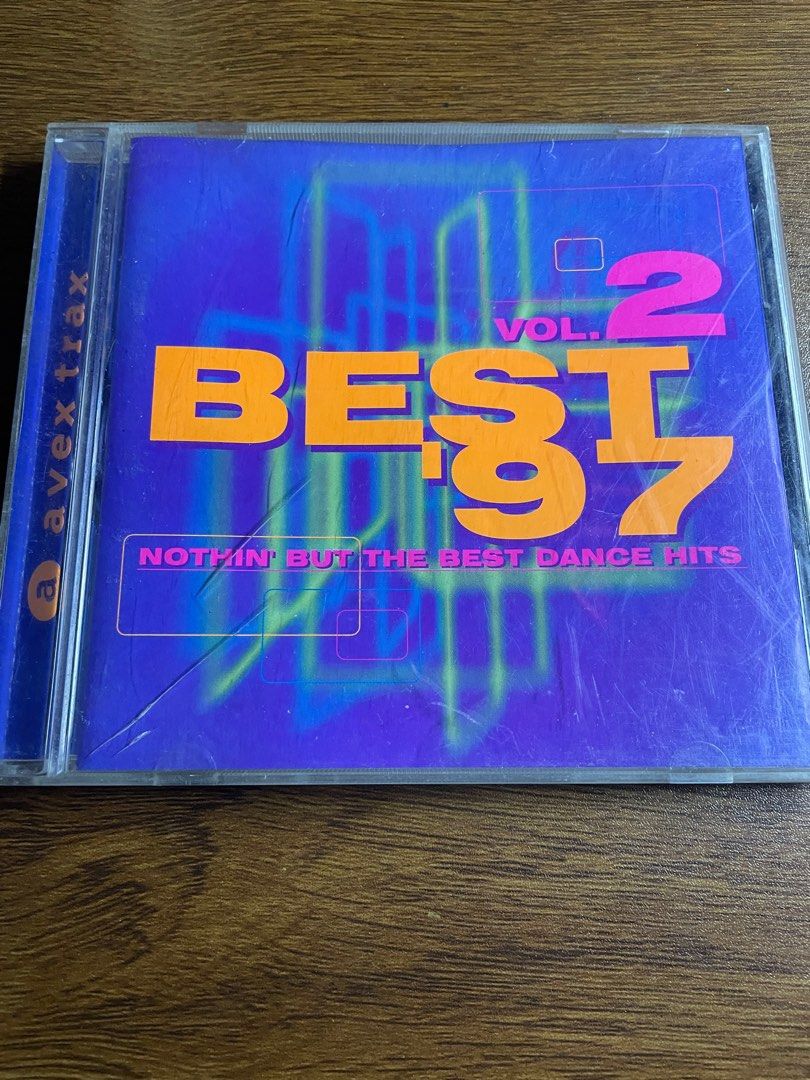 a avex trax
VOL.2
BEST
'97
NOTHIN' BUT THE BEST DANCE HITS